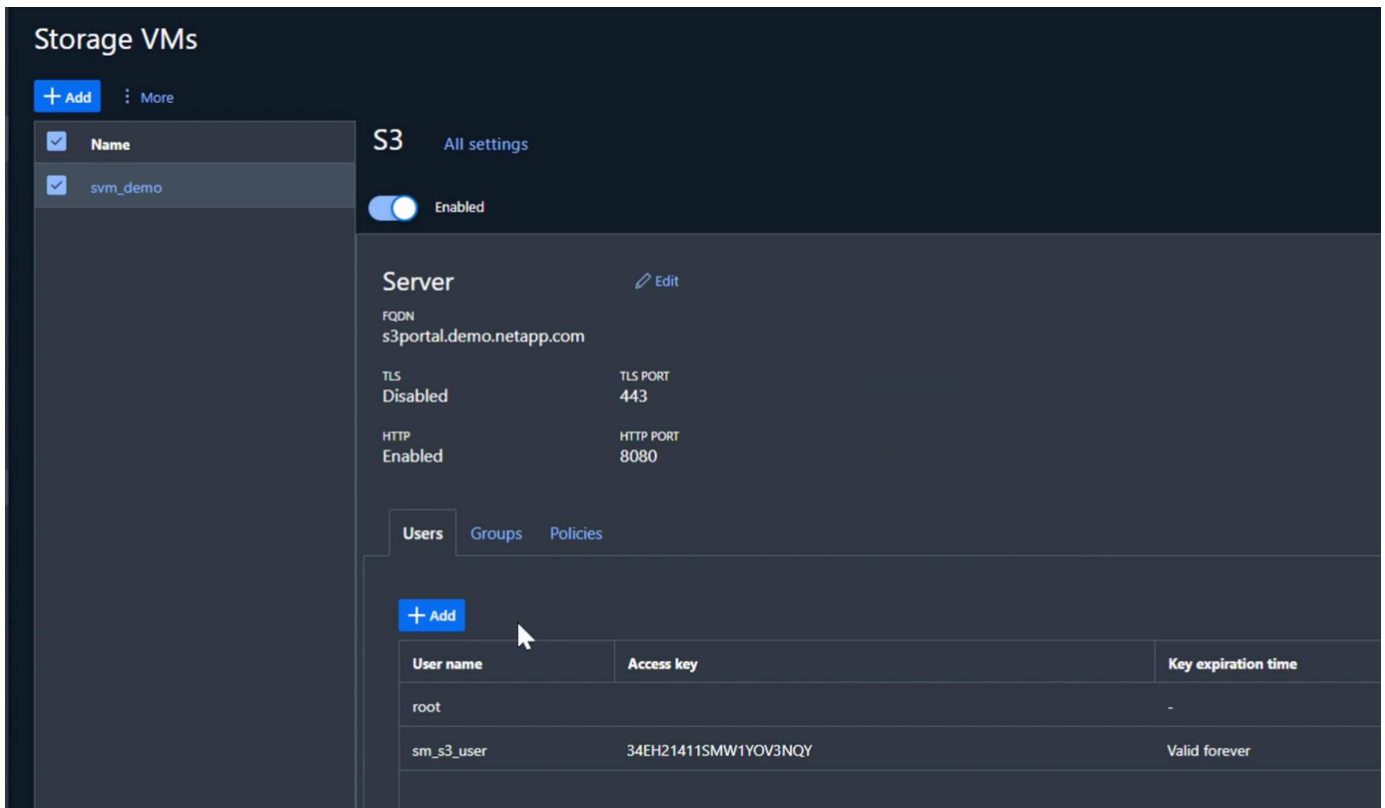 Storage VMs
+ Add ⋮ More
Name
svm_demo
S3 All settings
Enabled
Server Edit
FQDN
s3portal.demo.netapp.com
TLS TLS PORT
Disabled 443
HTTP HTTP PORT
Enabled 8080
Users Groups Policies
+ Add
User name Access key Key expiration time
root -
sm_s3_user 34EH21411SMW1YOV3NQY Valid forever